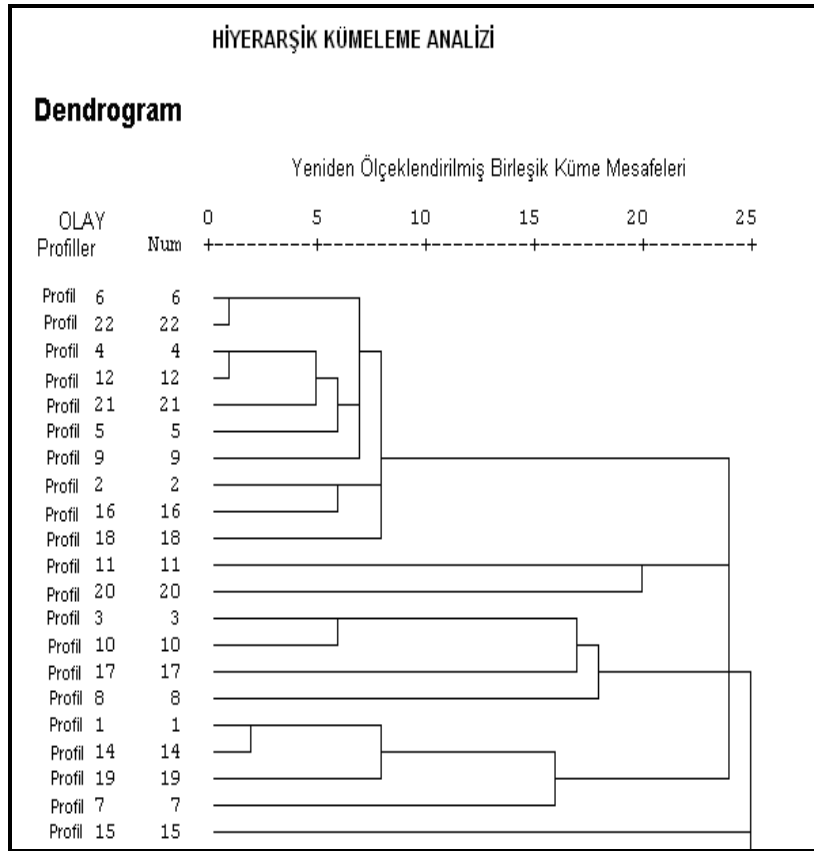 HİYERARŞİK KÜMELEME ANALİZİ
Dendrogram
Yeniden Ölçeklendirilmiş Birleşik Küme Mesafeleri
OLAY 0 5 10 15 20 25
Profiller Num +---------+---------+---------+---------+---------+
Profil 6 6
Profil 22 22
Profil 4 4
Profil 12 12
Profil 21 21
Profil 5 5
Profil 9 9
Profil 2 2
Profil 16 16
Profil 18 18
Profil 11 11
Profil 20 20
Profil 3 3
Profil 10 10
Profil 17 17
Profil 8 8
Profil 1 1
Profil 14 14
Profil 19 19
Profil 7 7
Profil 15 15